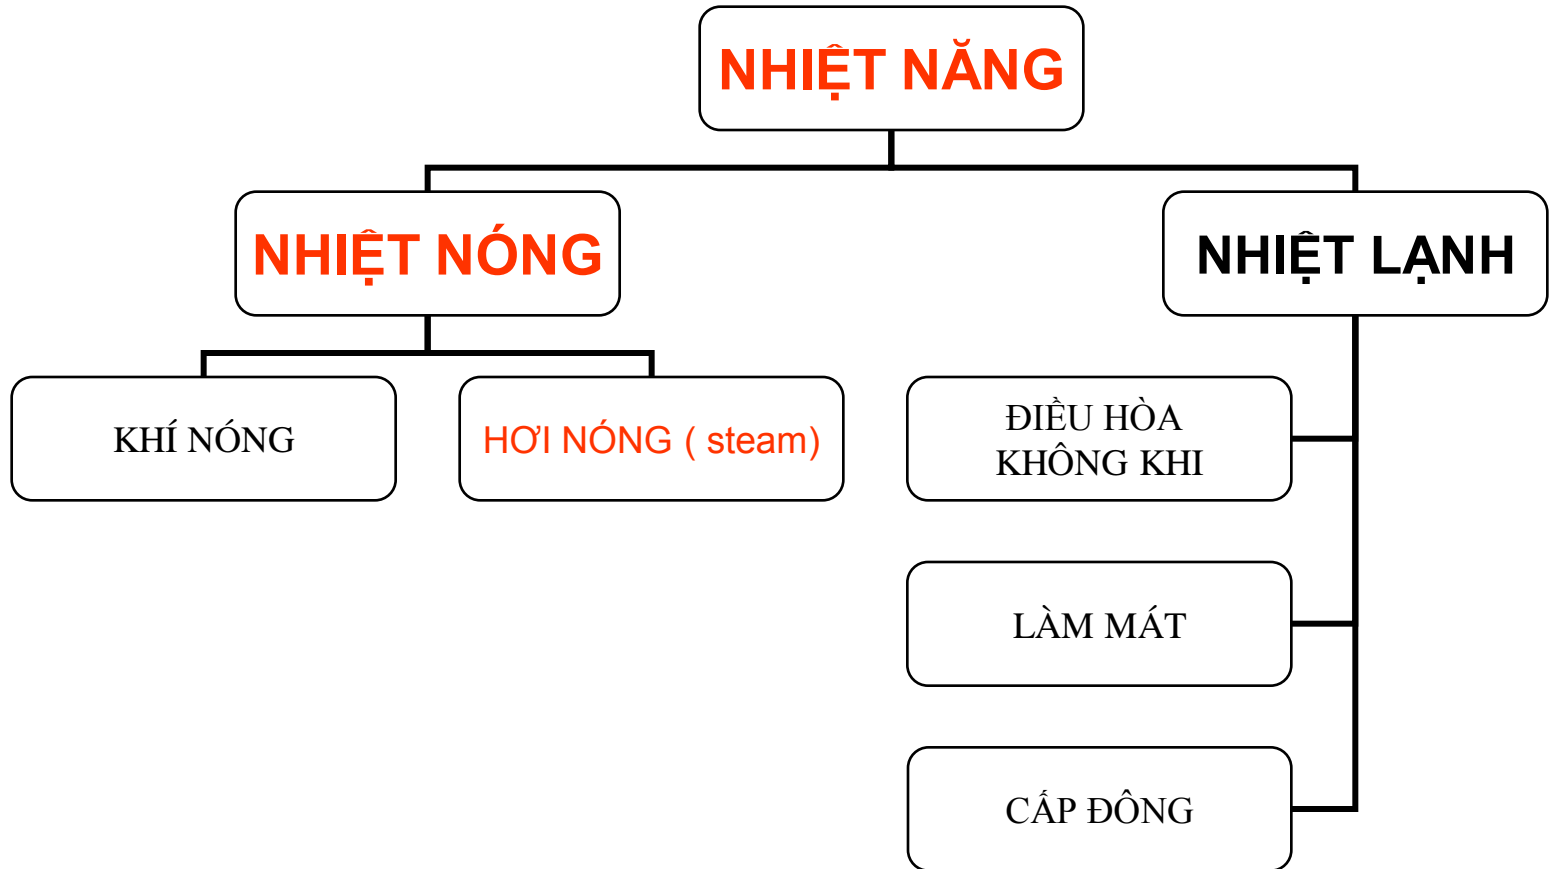 NHIỆT NĂNG
NHIỆT NÓNG
NHIỆT LẠNH
KHÍ NÓNG
HƠI NÓNG ( steam)
ĐIỀU HÒA
KHÔNG KHI
LÀM MÁT
CẤP ĐÔNG